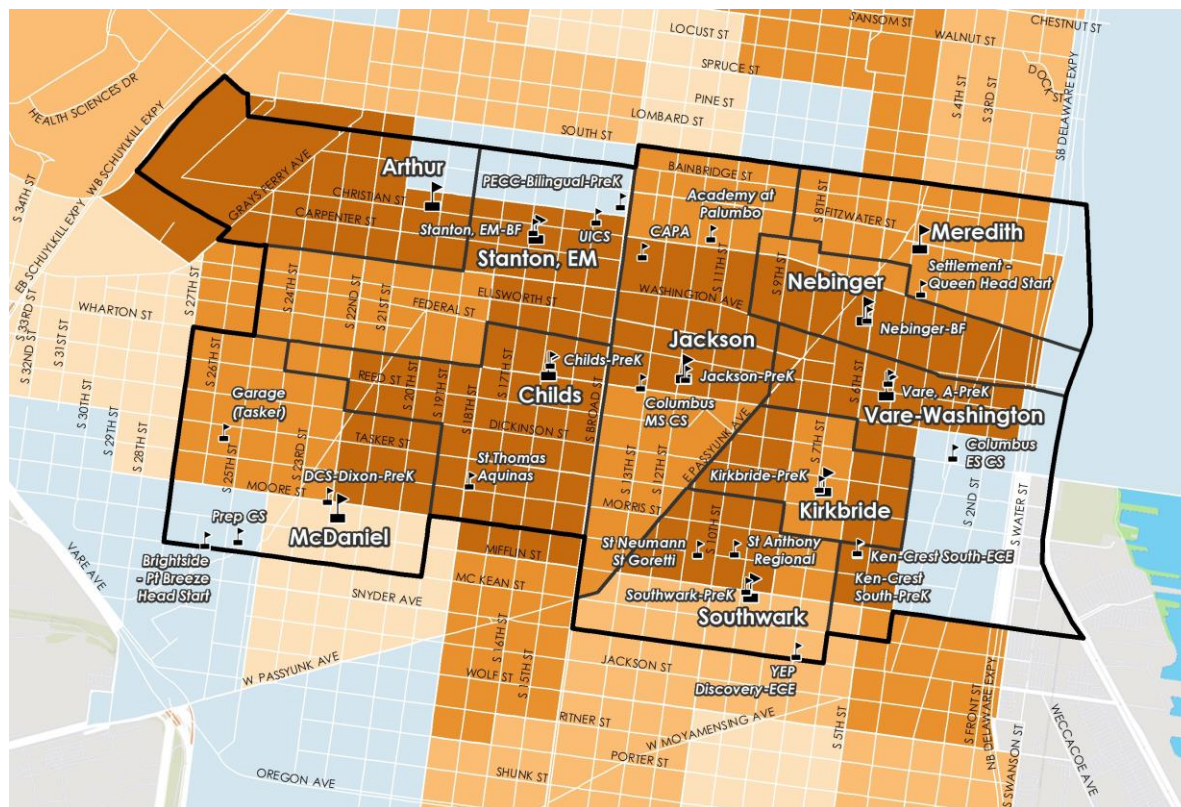 SANSOM ST
CHESTNUT ST
LOCUST ST
WALNUT ST
SPRUCE ST
DOCK ST
HEALTH SCIENCES DR
PINE ST
S 4TH ST
S 3RD ST
SB DELAWARE EXPY
LOMBARD ST
SOUTH ST
WB SCHUYLKILL EXPY
S 34TH ST
GRAYS FERRY AVE
Arthur
PECC-Bilingual-PreK
BAINBRIDGE ST
S 8TH ST
FITZWATER ST
CHRISTIAN ST
Academy at
Palumbo
CARPENTER ST
Stanton, EM-BF
UICS
CAPA
Meredith
Stanton, EM
S 11TH ST
S 9TH ST
Settlement -
Queen Head Start
EB SCHUYLKILL EXPY
S 33RD ST
S 32ND ST
S 31ST ST
WHARTON ST
S 27TH ST
S 24TH ST
S 22ND ST
S 21ST ST
FEDERAL ST
ELLSWORTH ST
WASHINGTON AVE
Nebinger
Nebinger-BF
Jackson
Childs-PreK
Jackson-PreK
S 26TH ST
REED ST
S 20TH ST
S 19TH ST
S 18TH ST
S 17TH ST
Childs
S BROAD ST
Columbus
MS CS
S 6TH ST
Vare, A-PreK
Vare-Washington
S 30TH ST
S 29TH ST
S 28TH ST
Garage
(Tasker)
DICKINSON ST
TASKER ST
E PASSYUNK AVE
Columbus
ES CS
S 25TH ST
S 23RD ST
St Thomas
Aquinas
S 13TH ST
S 12TH ST
S 7TH ST
Kirkbride-PreK
DCS-Dixon-PreK
MOORE ST
McDaniel
MORRIS ST
Kirkbride
S 2ND ST
S WATER ST
Prep CS
S 10TH ST
Brightside
- Pt Breeze
Head Start
MIFFLIN ST
St Neumann
St Goretti
St Anthony
Regional
Ken-Crest South-ECE
VARE AVE
MC KEAN ST
Southwark-PreK
Ken-Crest
South-PreK
SNYDER AVE
Southwark
S 16TH ST
S 15TH ST
W PASSYUNK AVE
WOLF ST
JACKSON ST
YEP
Discovery-ECE
RITNER ST
W MOYAMENSING AVE
S 5TH ST
S FRONT ST
NB DELAWARE EXPY
WECCACOE AVE
PORTER ST
OREGON AVE
SHUNK ST
S SWANSON ST